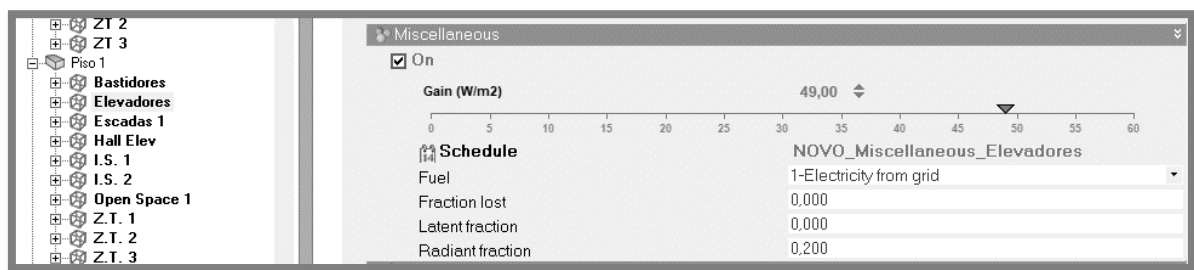 ZT 2
ZT 3
Piso 1
Bastidores
Elevadores
Escadas 1
Hall Elev
I.S. 1
I.S. 2
Open Space 1
Z.T. 1
Z.T. 2
Z.T. 3
Miscellaneous
On
Gain (W/m2) 49,00
0 5 10 15 20 25 30 35 40 45 50 55 60
Schedule NOVO_Miscellaneous_Elevadores
Fuel 1-Electricity from grid
Fraction lost 0,000
Latent fraction 0,000
Radiant fraction 0,200